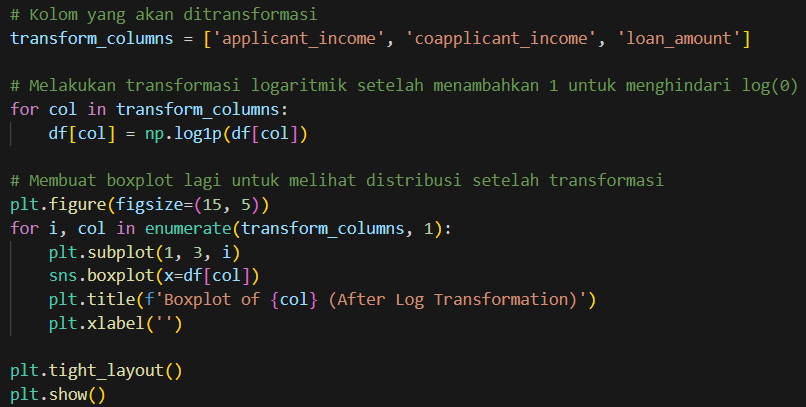 # Kolom yang akan ditransformasi
transform_columns = ['applicant_income', 'coapplicant_income', 'loan_amount']
# Melakukan transformasi logaritmik setelah menambahkan 1 untuk menghindari log(0)
for col in transform_columns:
    df[col] = np.log1p(df[col])
# Membuat boxplot lagi untuk melihat distribusi setelah transformasi
plt.figure(figsize=(15, 5))
for i, col in enumerate(transform_columns, 1):
    plt.subplot(1, 3, i)
    sns.boxplot(x=df[col])
    plt.title(f'Boxplot of {col} (After Log Transformation)')
    plt.xlabel('')
plt.tight_layout()
plt.show()